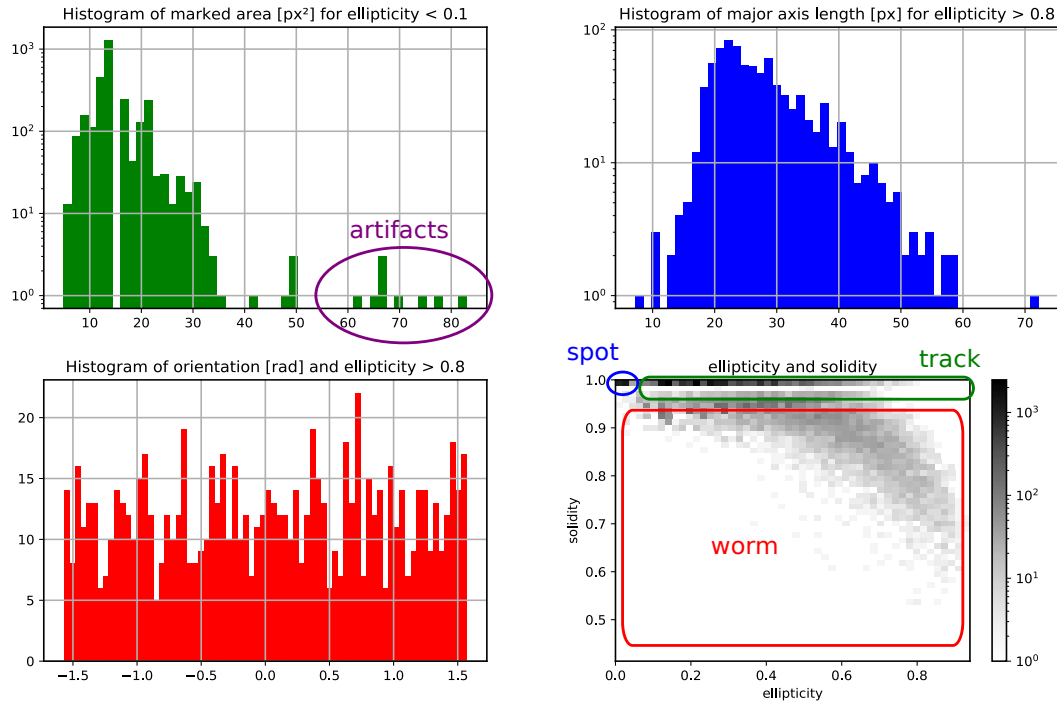 Histogram of marked area [px²] for ellipticity < 0.1
10³
10²
10¹
10⁰
artifacts
10 20 30 40 50 60 70 80
Histogram of major axis length [px] for ellipticity > 0.8
10²
10¹
10⁰
10 20 30 40 50 60 70
Histogram of orientation [rad] and ellipticity > 0.8
20
15
10
5
0
−1.5 −1.0 −0.5 0.0 0.5 1.0 1.5
spot
track
ellipticity and solidity
1.0
0.9
0.8
0.7
0.6
0.5
solidity
worm
0.0 0.2 0.4 0.6 0.8
ellipticity
10³
10²
10¹
10⁰